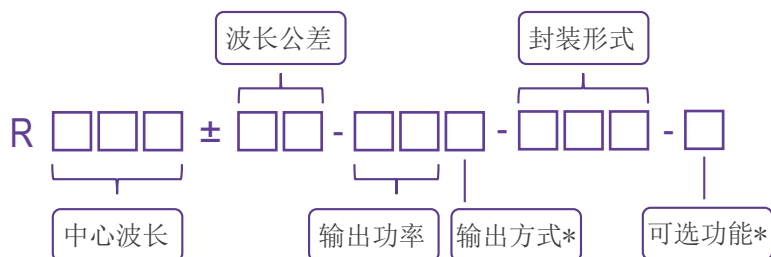 波长公差 封装形式
R □□□ ± □□ - □□□ - □□□ - □
中心波长 输出功率 输出方式* 可选功能*